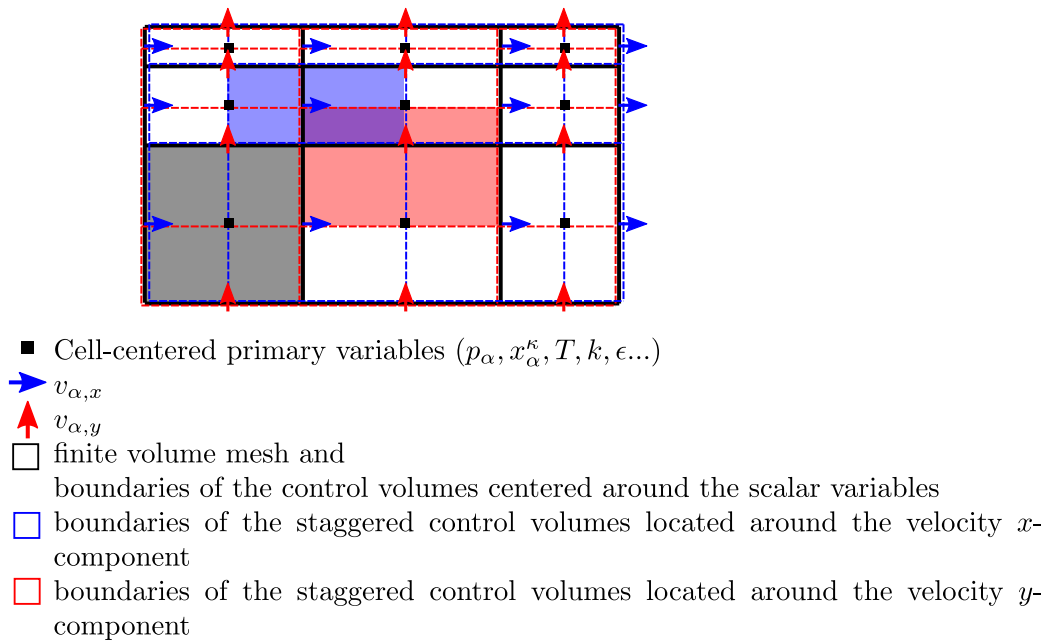 Cell-centered primary variables (p_α, x_α^κ, T, k, ϵ...)
v_{α,x}
v_{α,y}
finite volume mesh and
boundaries of the control volumes centered around the scalar variables
boundaries of the staggered control volumes located around the velocity x-
component
boundaries of the staggered control volumes located around the velocity y-
component